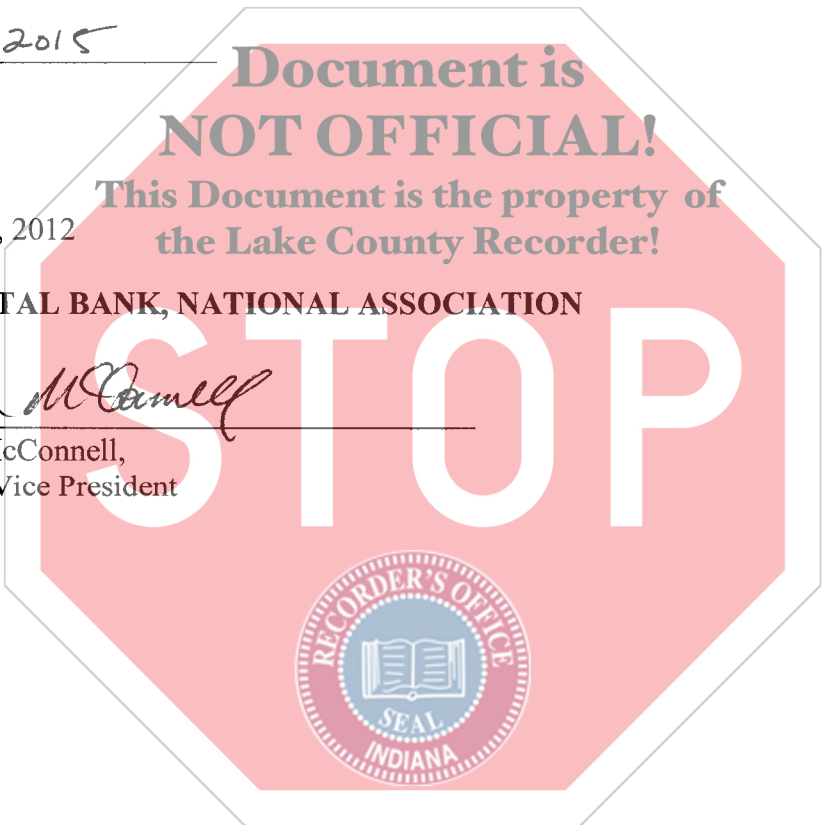 2015
Document is
NOT OFFICIAL!
This Document is the property of
the Lake County Recorder!
, 2012
TAL BANK, NATIONAL ASSOCIATION
McConnell
cConnell,
Vice President
STOP
RECORDER'S OFFICE
SEAL
INDIANA